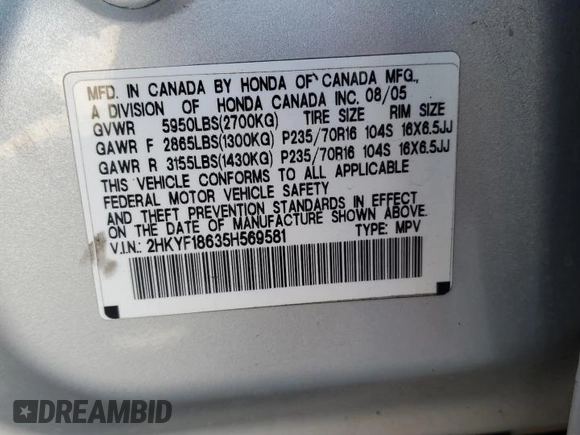 MFD. IN CANADA BY HONDA OF CANADA MFG.,
A DIVISION OF HONDA CANADA INC. 08/05
GVWR 5950LBS(2700KG) TIRE SIZE RIM SIZE
GAWR F 2865LBS(1300KG) P235/70R16 104S 16X6.5JJ
GAWR R 3155LBS(1430KG) P235/70R16 104S 16X6.5JJ
THIS VEHICLE CONFORMS TO ALL APPLICABLE
FEDERAL MOTOR VEHICLE SAFETY
AND THEFT PREVENTION STANDARDS IN EFFECT
ON THE DATE OF MANUFACTURE SHOWN ABOVE.
V.I.N.: 2HKYF18635H569581 TYPE: MPV
DREAMBID